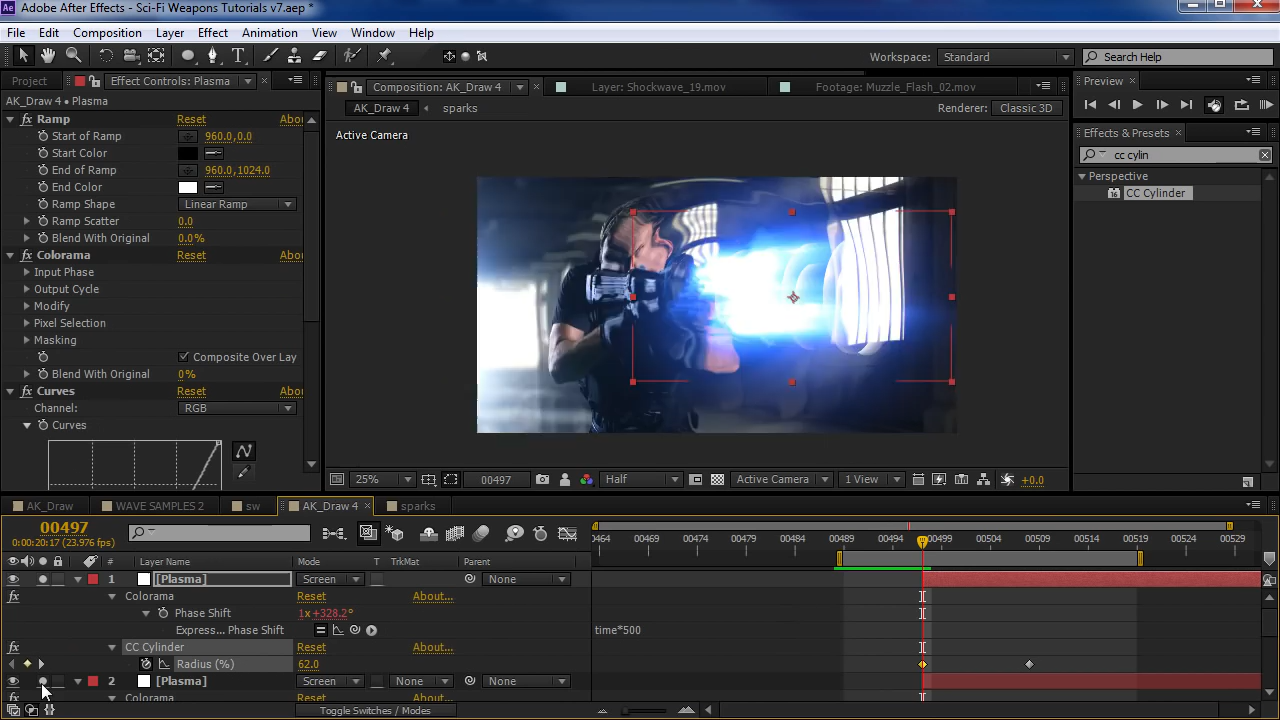 Adobe After Effects - Sci-Fi Weapons Tutorials v7.aep *
File Edit Composition Layer Effect Animation View Window Help
Workspace: Standard Search Help
Project Effect Controls: Plasma
AK_Draw 4 • Plasma
Ramp Reset Abou
Start of Ramp 960.0,0.0
Start Color
End of Ramp 960.0,1024.0
End Color
Ramp Shape Linear Ramp
Ramp Scatter 0.0
Blend With Original 0.0%
Colorama Reset Abou
Input Phase
Output Cycle
Modify
Pixel Selection
Masking
Composite Over Lay
Blend With Original 0%
Curves Reset Abou
Channel: RGB
Curves
Composition: AK_Draw 4 Layer: Shockwave_19.mov Footage: Muzzle_Flash_02.mov
AK_Draw 4 sparks Renderer: Classic 3D
Active Camera
25% 00497 Half Active Camera 1 View +0.0
Preview
Effects & Presets
cc cylin
Perspective
16 CC Cylinder
AK_Draw WAVE SAMPLES 2 sw AK_Draw 4 sparks
00497
0:00:20:17 (23.976 fps)
00464 00469 00474 00479 00484 00489 00494 00499 00504 00509 00514 00519 00524 00529
# Layer Name Mode T TrkMat Parent
1 [Plasma] Screen None
Colorama Reset About...
Phase Shift 1x+328.2°
Express... Phase Shift time*500
CC Cylinder Reset About...
Radius (%) 62.0
2 [Plasma] Screen None None
Colorama Reset About...
Toggle Switches / Modes